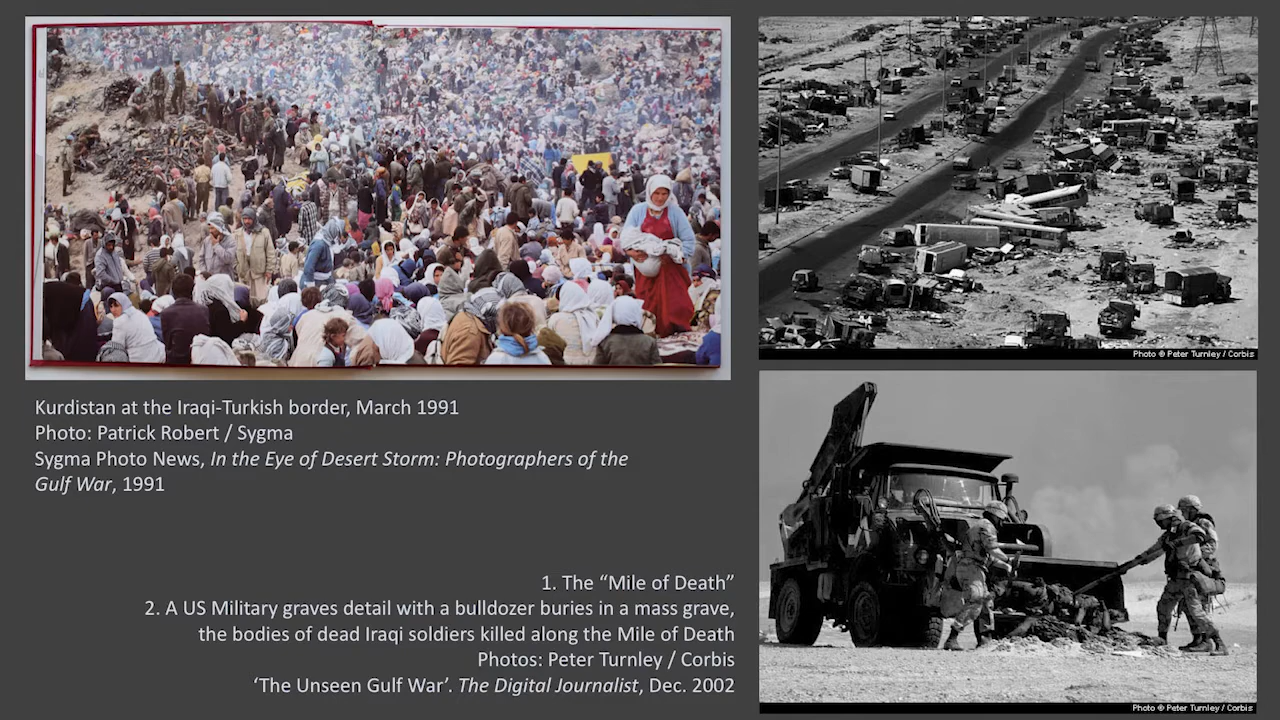 Photo © Peter Turnley / Corbis
Kurdistan at the Iraqi-Turkish border, March 1991
Photo: Patrick Robert / Sygma
Sygma Photo News, In the Eye of Desert Storm: Photographers of the
Gulf War, 1991
1. The “Mile of Death”
2. A US Military graves detail with a bulldozer buries in a mass grave,
the bodies of dead Iraqi soldiers killed along the Mile of Death
Photos: Peter Turnley / Corbis
‘The Unseen Gulf War’. The Digital Journalist, Dec. 2002
Photo © Peter Turnley / Corbis